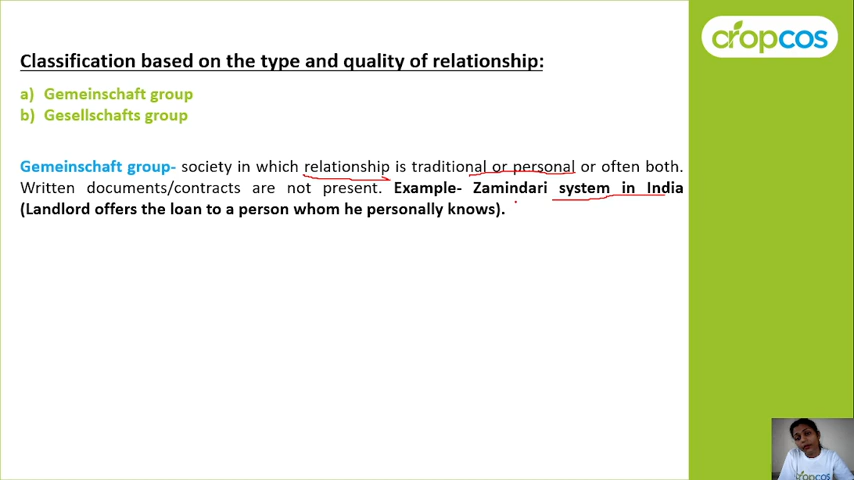 cropcos
Classification based on the type and quality of relationship:
a) Gemeinschaft group
b) Gesellschafts group
Gemeinschaft group- society in which relationship is traditional or personal or often both.
Written documents/contracts are not present. Example- Zamindari system in India
(Landlord offers the loan to a person whom he personally knows).
cropcos